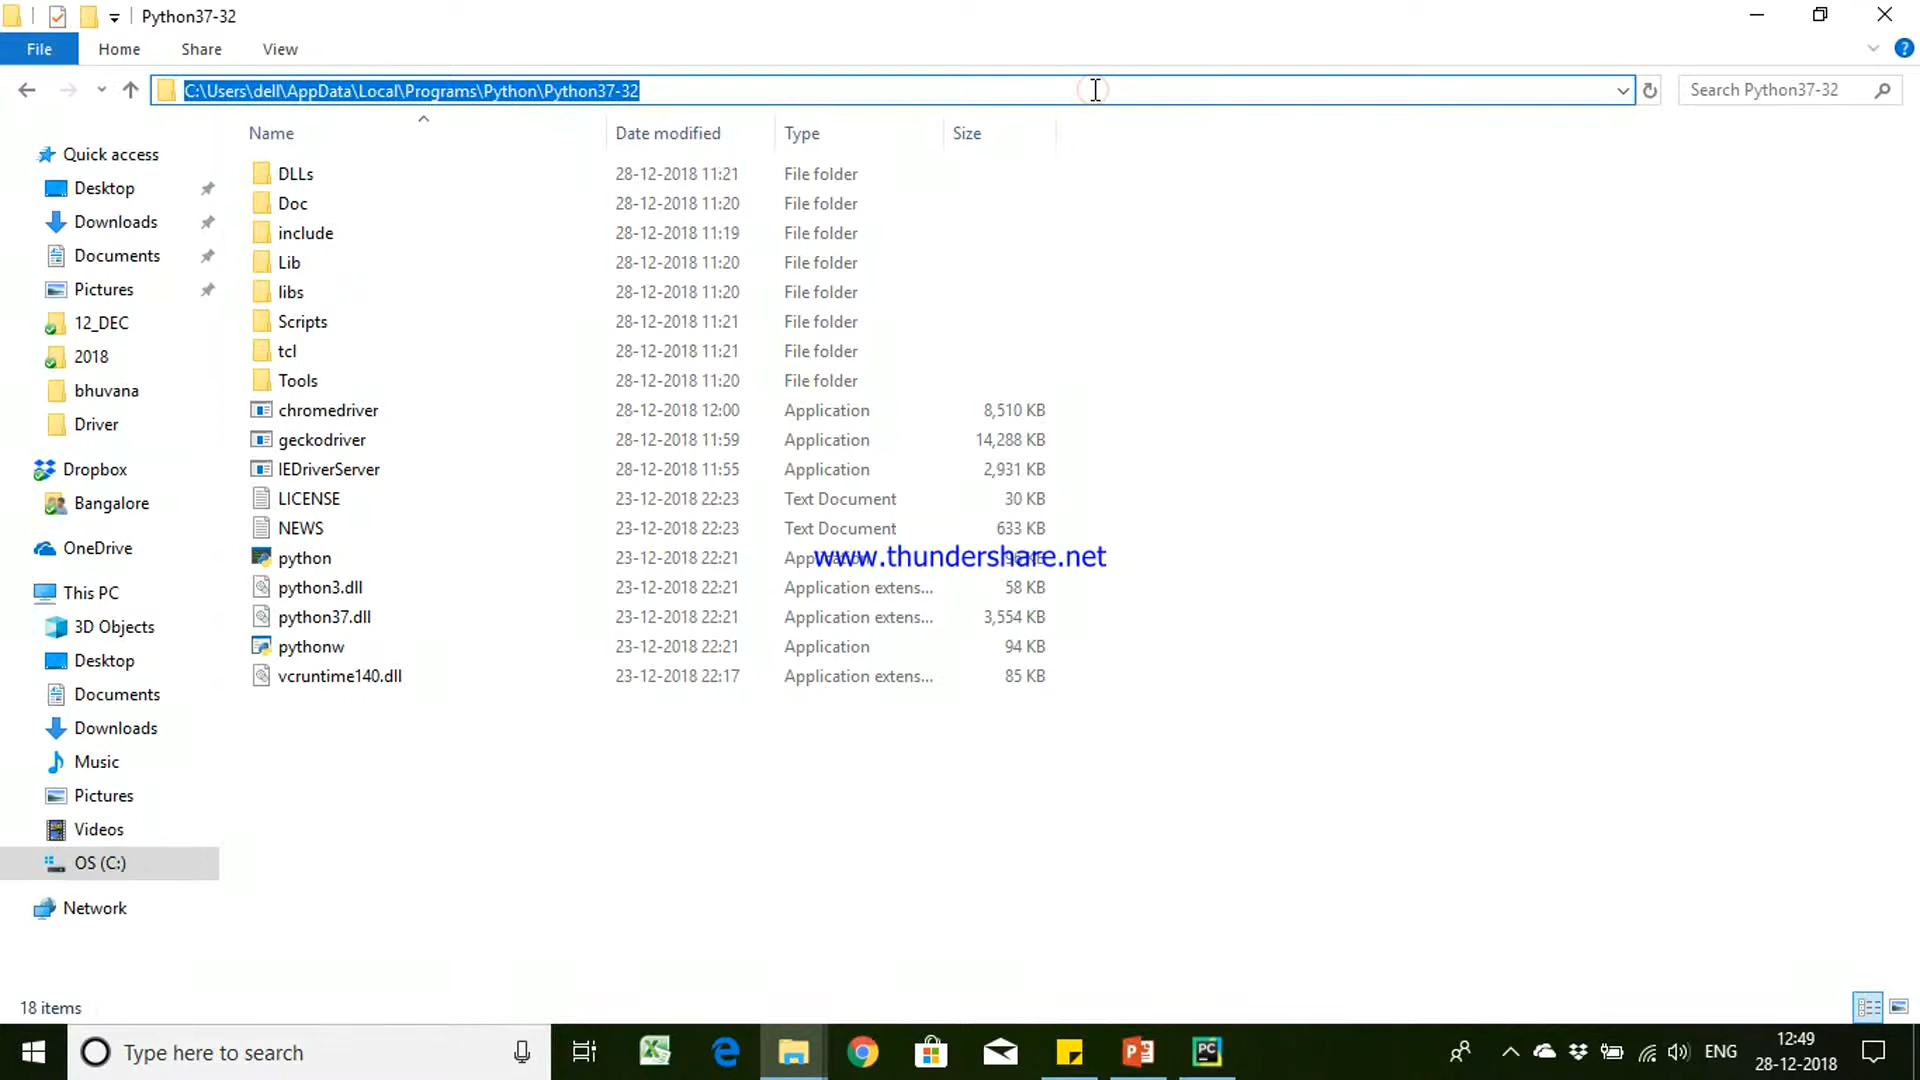 Python37-32
File Home Share View
C:\Users\dell\AppData\Local\Programs\Python\Python37-32
Search Python37-32
Name Date modified Type Size
Quick access
Desktop
Downloads
Documents
Pictures
12_DEC
2018
bhuvana
Driver
Dropbox
Bangalore
OneDrive
This PC
3D Objects
Desktop
Documents
Downloads
Music
Pictures
Videos
OS (C:)
Network
DLLs 28-12-2018 11:21 File folder
Doc 28-12-2018 11:20 File folder
include 28-12-2018 11:19 File folder
Lib 28-12-2018 11:20 File folder
libs 28-12-2018 11:20 File folder
Scripts 28-12-2018 11:21 File folder
tcl 28-12-2018 11:21 File folder
Tools 28-12-2018 11:20 File folder
chromedriver 28-12-2018 12:00 Application 8,510 KB
geckodriver 28-12-2018 11:59 Application 14,288 KB
IEDriverServer 28-12-2018 11:55 Application 2,931 KB
LICENSE 23-12-2018 22:23 Text Document 30 KB
NEWS 23-12-2018 22:23 Text Document 633 KB
python 23-12-2018 22:21
www.thundershare.net
python3.dll 23-12-2018 22:21 Application extens... 58 KB
python37.dll 23-12-2018 22:21 Application extens... 3,554 KB
pythonw 23-12-2018 22:21 Application 94 KB
vcruntime140.dll 23-12-2018 22:17 Application extens... 85 KB
18 items
Type here to search
ENG
12:49
28-12-2018